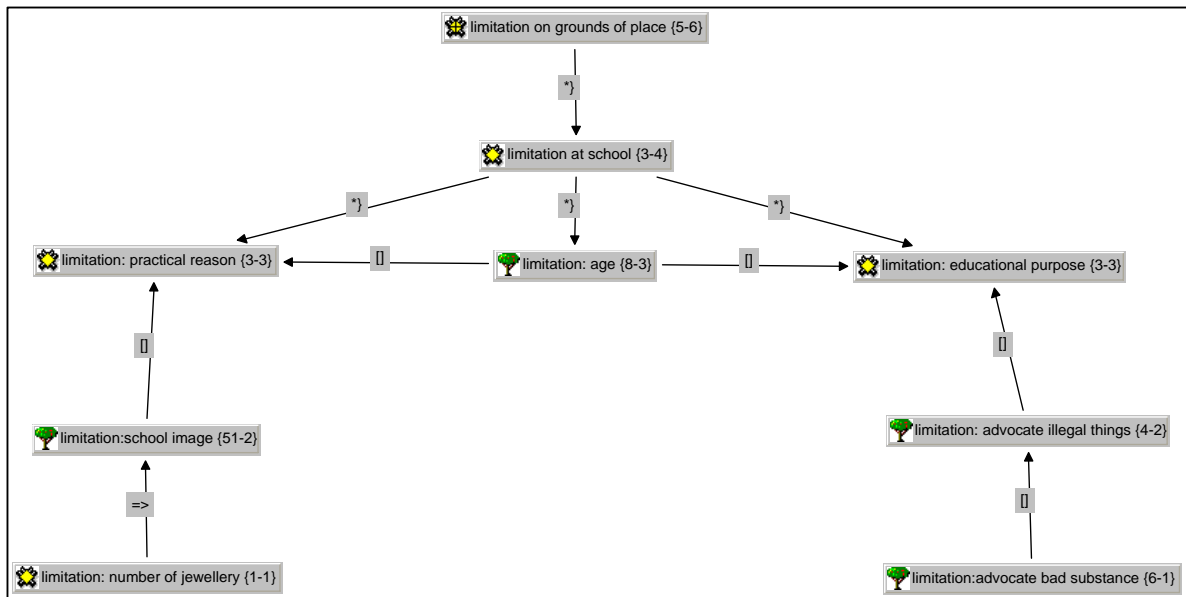 limitation on grounds of place {5-6}
*}
limitation at school {3-4}
*}
*}
*}
limitation: practical reason {3-3}
[]
limitation: age {8-3}
[]
limitation: educational purpose {3-3}
[]
[]
limitation:school image {51-2}
limitation: advocate illegal things {4-2}
=>
[]
limitation: number of jewellery {1-1}
limitation:advocate bad substance {6-1}